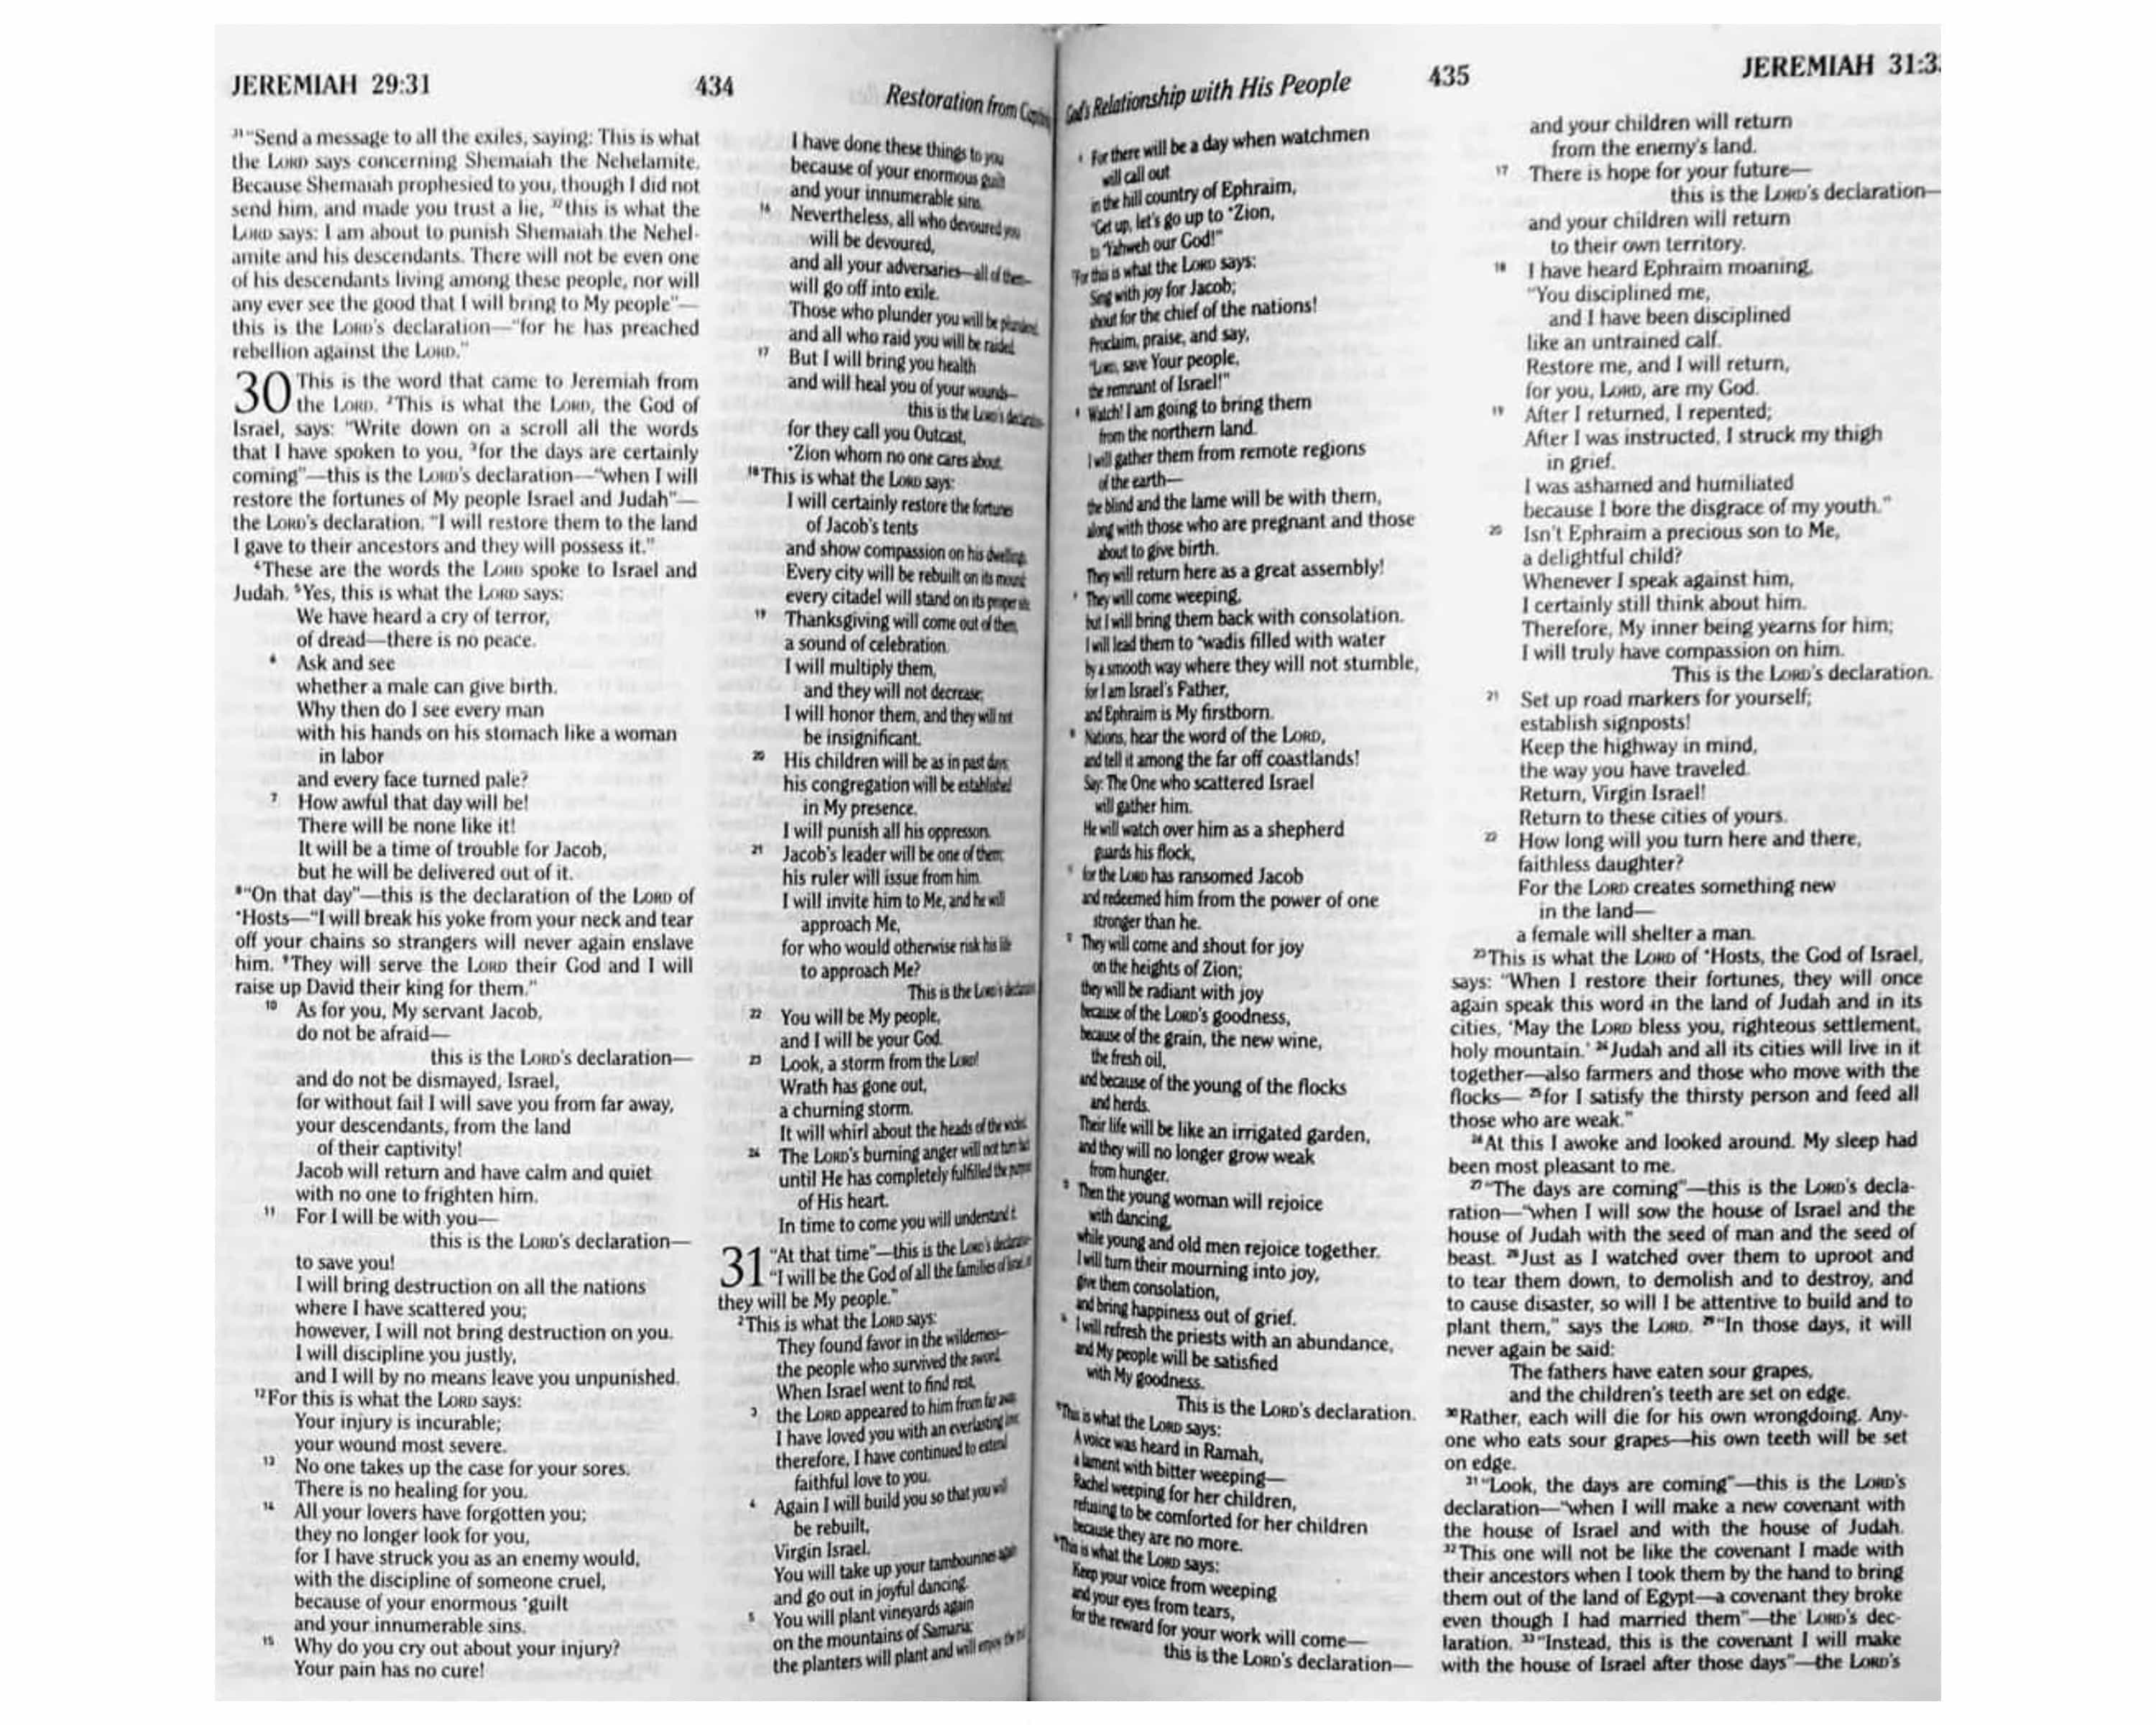 JEREMIAH 29:31
434
Restoration from
³¹"Send a message to all the exiles, saying: This is what
the LORD says concerning Shemaiah the Nehelamite.
Because Shemaiah prophesied to you, though I did not
send him, and made you trust a lie, ³²this is what the
LORD says: I am about to punish Shemaiah the Nehel-
amite and his descendants. There will not be even one
of his descendants living among these people, nor will
any ever see the good that I will bring to My people"—
this is the LORD's declaration—"for he has preached
rebellion against the LORD."
30 This is the word that came to Jeremiah from
the LORD. ²This is what the LORD, the God of
Israel, says: "Write down on a scroll all the words
that I have spoken to you, ³for the days are certainly
coming"—this is the LORD's declaration—"when I will
restore the fortunes of My people Israel and Judah"—
the LORD's declaration. "I will restore them to the land
I gave to their ancestors and they will possess it."
⁴These are the words the LORD spoke to Israel and
Judah. ⁵Yes, this is what the LORD says:
We have heard a cry of terror,
of dread—there is no peace.
⁶ Ask and see
whether a male can give birth.
Why then do I see every man
with his hands on his stomach like a woman
in labor
and every face turned pale?
⁷ How awful that day will be!
There will be none like it!
It will be a time of trouble for Jacob,
but he will be delivered out of it.
⁸"On that day"—this is the declaration of the LORD of
*Hosts—"I will break his yoke from your neck and tear
off your chains so strangers will never again enslave
him. ⁹They will serve the LORD their God and I will
raise up David their king for them."
¹⁰ As for you, My servant Jacob,
do not be afraid—
this is the LORD's declaration—
and do not be dismayed, Israel,
for without fail I will save you from far away,
your descendants, from the land
of their captivity!
Jacob will return and have calm and quiet
with no one to frighten him.
¹¹ For I will be with you—
this is the LORD's declaration—
to save you!
I will bring destruction on all the nations
where I have scattered you;
however, I will not bring destruction on you.
I will discipline you justly,
and I will by no means leave you unpunished.
¹²For this is what the LORD says:
Your injury is incurable;
your wound most severe.
¹³ No one takes up the case for your sores.
There is no healing for you.
¹⁴ All your lovers have forgotten you;
they no longer look for you,
for I have struck you as an enemy would,
with the discipline of someone cruel,
because of your enormous *guilt
and your innumerable sins.
¹⁵ Why do you cry out about your injury?
Your pain has no cure!
I have done these things to you
because of your enormous guilt
and your innumerable sins.
¹⁶ Nevertheless, all who devoured you
will be devoured,
and all your adversaries—all of them—
will go off into exile.
Those who plunder you will be plundered,
and all who raid you will be raided.
¹⁷ But I will bring you health
and will heal you of your wounds—
this is the LORD's declaration—
for they call you Outcast,
*Zion whom no one cares about.
¹⁸This is what the LORD says:
I will certainly restore the fortunes
of Jacob's tents
and show compassion on his dwellings.
Every city will be rebuilt on its mound;
every citadel will stand on its proper site.
¹⁹ Thanksgiving will come out of them,
a sound of celebration.
I will multiply them,
and they will not decrease;
I will honor them, and they will not
be insignificant.
²⁰ His children will be as in past days;
his congregation will be established
in My presence.
I will punish all his oppressors.
²¹ Jacob's leader will be one of them;
his ruler will issue from him.
I will invite him to Me, and he will
approach Me,
for who would otherwise risk his life
to approach Me?
This is the LORD's declaration.
²² You will be My people,
and I will be your God.
²³ Look, a storm from the LORD!
Wrath has gone out,
a churning storm.
It will whirl about the heads of the wicked.
²⁴ The LORD's burning anger will not turn back
until He has completely fulfilled the purpose
of His heart.
In time to come you will understand it.
31 "At that time"—this is the LORD's declaration—
"I will be the God of all the families of Israel, and
they will be My people."
²This is what the LORD says:
They found favor in the wilderness—
the people who survived the sword.
When Israel went to find rest,
³ the LORD appeared to him from far away.
I have loved you with an everlasting love;
therefore, I have continued to extend
faithful love to you.
⁴ Again I will build you so that you will
be rebuilt,
Virgin Israel.
You will take up your tambourines again
and go out in joyful dancing.
⁵ You will plant vineyards again
on the mountains of Samaria;
the planters will plant and will enjoy the
God's Relationship with His People
435
JEREMIAH 31:3
⁶ For there will be a day when watchmen
will call out
in the hill country of Ephraim,
"Get up, let's go up to *Zion,
to *Yahweh our God!"
⁷For this is what the LORD says:
Sing with joy for Jacob;
shout for the chief of the nations!
Proclaim, praise, and say,
"LORD, save Your people,
the remnant of Israel!"
⁸ Watch! I am going to bring them
from the northern land.
I will gather them from remote regions
of the earth—
the blind and the lame will be with them,
along with those who are pregnant and those
about to give birth.
They will return here as a great assembly!
⁹ They will come weeping,
but I will bring them back with consolation.
I will lead them to *wadis filled with water
by a smooth way where they will not stumble,
for I am Israel's Father,
and Ephraim is My firstborn.
¹⁰ Nations, hear the word of the LORD,
and tell it among the far off coastlands!
Say: The One who scattered Israel
will gather him.
He will watch over him as a shepherd
guards his flock,
¹¹ for the LORD has ransomed Jacob
and redeemed him from the power of one
stronger than he.
¹² They will come and shout for joy
on the heights of Zion;
they will be radiant with joy
because of the LORD's goodness,
because of the grain, the new wine,
the fresh oil,
and because of the young of the flocks
and herds.
Their life will be like an irrigated garden,
and they will no longer grow weak
from hunger.
¹³ Then the young woman will rejoice
with dancing,
while young and old men rejoice together.
I will turn their mourning into joy,
give them consolation,
and bring happiness out of grief.
¹⁴ I will refresh the priests with an abundance,
and My people will be satisfied
with My goodness.
This is the LORD's declaration.
¹⁵This is what the LORD says:
A voice was heard in Ramah,
a lament with bitter weeping—
Rachel weeping for her children,
refusing to be comforted for her children
because they are no more.
¹⁶This is what the LORD says:
Keep your voice from weeping
and your eyes from tears,
for the reward for your work will come—
this is the LORD's declaration—
and your children will return
from the enemy's land.
¹⁷ There is hope for your future—
this is the LORD's declaration—
and your children will return
to their own territory.
¹⁸ I have heard Ephraim moaning,
"You disciplined me,
and I have been disciplined
like an untrained calf.
Restore me, and I will return,
for you, LORD, are my God.
¹⁹ After I returned, I repented;
After I was instructed, I struck my thigh
in grief.
I was ashamed and humiliated
because I bore the disgrace of my youth."
²⁰ Isn't Ephraim a precious son to Me,
a delightful child?
Whenever I speak against him,
I certainly still think about him.
Therefore, My inner being yearns for him;
I will truly have compassion on him.
This is the LORD's declaration.
²¹ Set up road markers for yourself;
establish signposts!
Keep the highway in mind,
the way you have traveled.
Return, Virgin Israel!
Return to these cities of yours.
²² How long will you turn here and there,
faithless daughter?
For the LORD creates something new
in the land—
a female will shelter a man.
²³This is what the LORD of *Hosts, the God of Israel,
says: "When I restore their fortunes, they will once
again speak this word in the land of Judah and in its
cities, 'May the LORD bless you, righteous settlement,
holy mountain.' ²⁴Judah and all its cities will live in it
together—also farmers and those who move with the
flocks— ²⁵for I satisfy the thirsty person and feed all
those who are weak."
²⁶At this I awoke and looked around. My sleep had
been most pleasant to me.
²⁷"The days are coming"—this is the LORD's decla-
ration—"when I will sow the house of Israel and the
house of Judah with the seed of man and the seed of
beast. ²⁸Just as I watched over them to uproot and
to tear them down, to demolish and to destroy, and
to cause disaster, so will I be attentive to build and to
plant them," says the LORD. ²⁹"In those days, it will
never again be said:
The fathers have eaten sour grapes,
and the children's teeth are set on edge.
³⁰Rather, each will die for his own wrongdoing. Any-
one who eats sour grapes—his own teeth will be set
on edge.
³¹"Look, the days are coming"—this is the LORD's
declaration—"when I will make a new covenant with
the house of Israel and with the house of Judah.
³²This one will not be like the covenant I made with
their ancestors when I took them by the hand to bring
them out of the land of Egypt—a covenant they broke
even though I had married them"—the LORD's dec-
laration. ³³"Instead, this is the covenant I will make
with the house of Israel after those days"—the LORD's